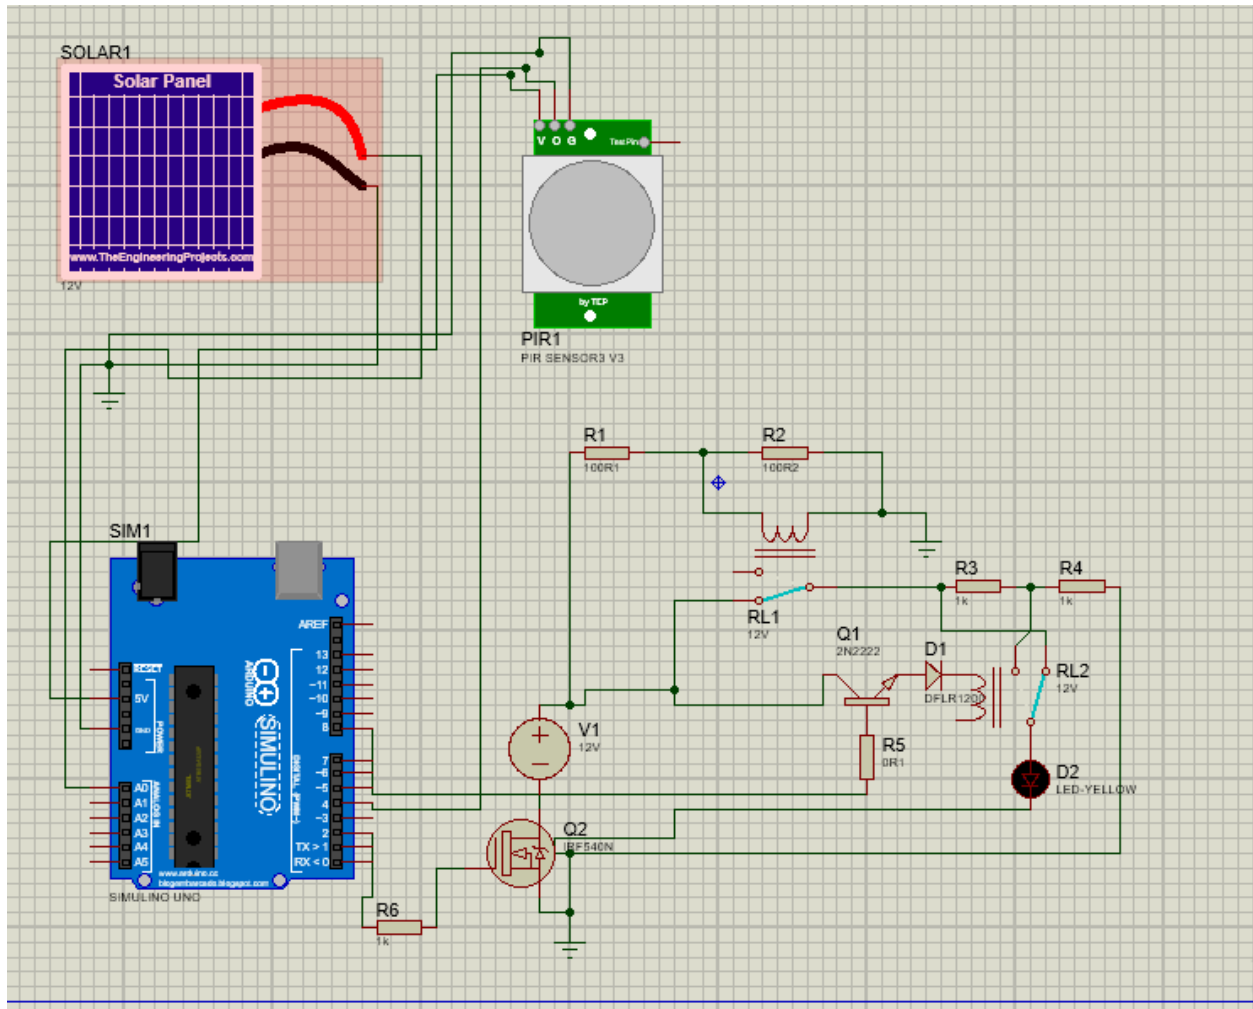 SOLAR1
Solar Panel
www.TheEngineeringProjects.com
12V
V O G
Test Pin
by TEP
PIR1
PIR SENSOR3 V3
R1
100R1
R2
100R2
RL1
12V
R3
1k
R4
1k
Q1
2N2222
D1
DFLR120
RL2
12V
R5
0R1
D2
LED-YELLOW
V1
12V
Q2
IRF540N
R6
1k
SIM1
AREF
13
12
~11
~10
~9
8
7
~6
~5
4
~3
2
TX > 1
RX < 0
RESET
5V
GND
POWER
A0
A1
A2
A3
A4
A5
ANALOG IN
ARDUINO
SIMULINO
DIGITAL (PWM~)
www.arduino.cc
blogembarcado.blogspot.com
SIMULINO UNO